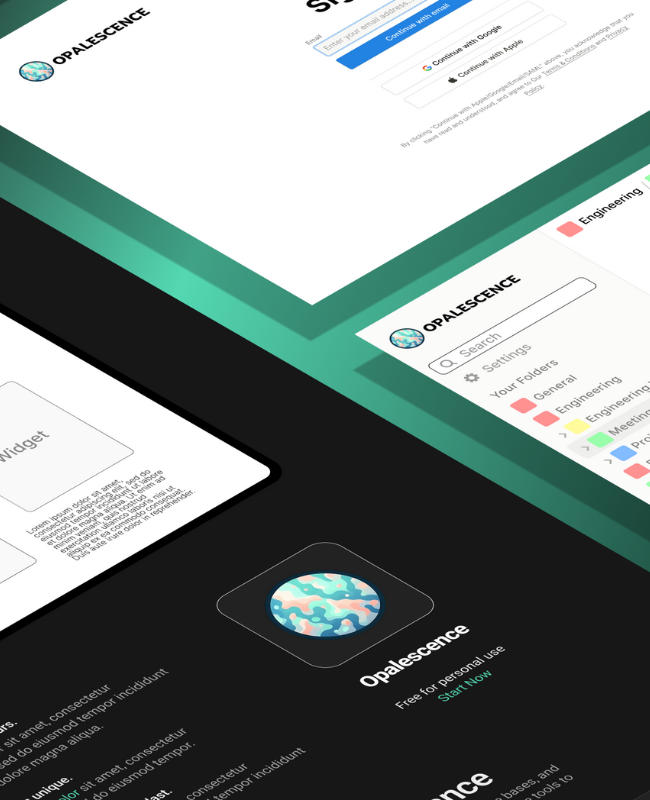 OPALESCENCE
Email
Enter your email address...
Continue with email
Continue with Google
Continue with Apple
By clicking "Continue with Apple/Google/Email/SAML" above, you acknowledge that you
have read and understood, and agree to Our Terms & Conditions and Privacy
Policy.
Engineering
OPALESCENCE
Search
Settings
Your Folders
General
Engineering
Engineering
Widget
Lorem ipsum dolor sit amet,
consectetur adipiscing elit, sed do
eiusmod tempor incididunt ut labore
et dolore magna aliqua. Ut enim ad
minim veniam, quis nostrud
exercitation ullamco laboris nisi ut
aliquip ex ea commodo consequat.
Duis aute irure dolor in reprehenderit
Opalescence
Free for personal use
Start Now
sit amet, consectetur
sed do eiusmod tempor incididunt
dolore magna aliqua.
unique.
sit amet, consectetur
do eiusmod tempor.
consectetur
tempor incididunt
bases, and
tools to